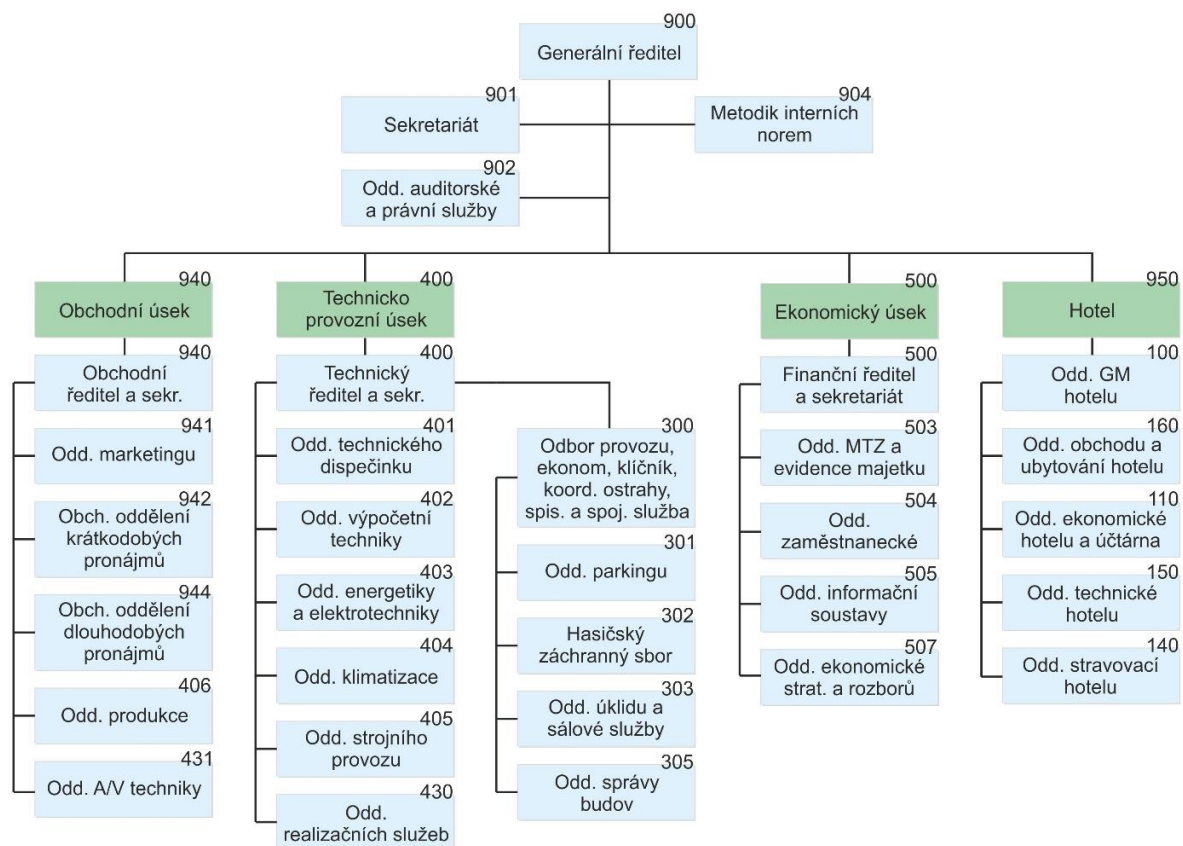 900
Generální ředitel
901
Sekretariát
904
Metodik interních
norem
902
Odd. auditorské
a právní služby
940
Obchodní úsek
940
Obchodní
ředitel a sekr.
941
Odd. marketingu
942
Obch. oddělení
krátkodobých
pronájmů
944
Obch. oddělení
dlouhodobých
pronájmů
406
Odd. produkce
431
Odd. A/V techniky
400
Technicko
provozní úsek
400
Technický
ředitel a sekr.
401
Odd. technického
dispečinku
402
Odd. výpočetní
techniky
403
Odd. energetiky
a elektrotechniky
404
Odd. klimatizace
405
Odd. strojního
provozu
430
Odd.
realizačních služeb
300
Odbor provozu,
ekonom, klíčník,
koord. ostrahy,
spis. a spoj. služba
301
Odd. parkingu
302
Hasičský
záchranný sbor
303
Odd. úklidu a
sálové služby
305
Odd. správy
budov
500
Ekonomický úsek
500
Finanční ředitel
a sekretariát
503
Odd. MTZ a
evidence majetku
504
Odd.
zaměstnanecké
505
Odd. informační
soustavy
507
Odd. ekonomické
strat. a rozborů
950
Hotel
100
Odd. GM
hotelu
160
Odd. obchodu a
ubytování hotelu
110
Odd. ekonomické
hotelu a účtárna
150
Odd. technické
hotelu
140
Odd. stravovací
hotelu